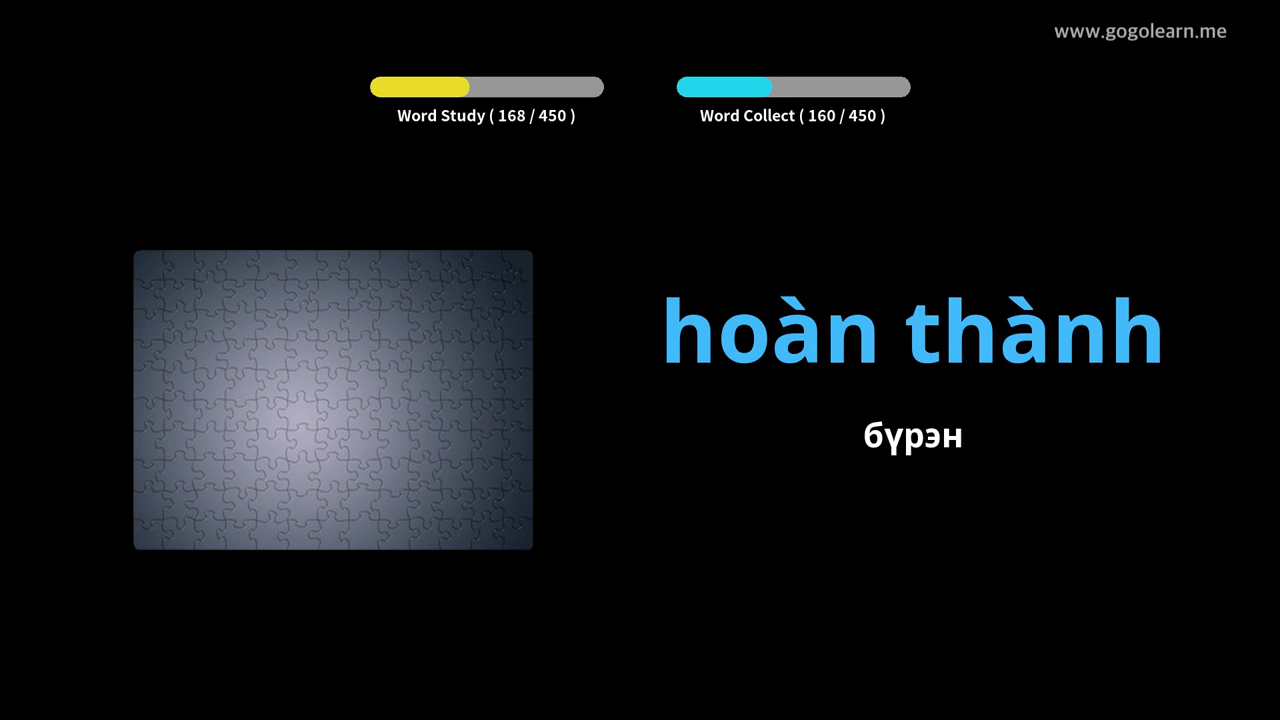 www.gogolearn.me
Word Study ( 168 / 450 )
Word Collect ( 160 / 450 )
hoàn thành
бүрэн